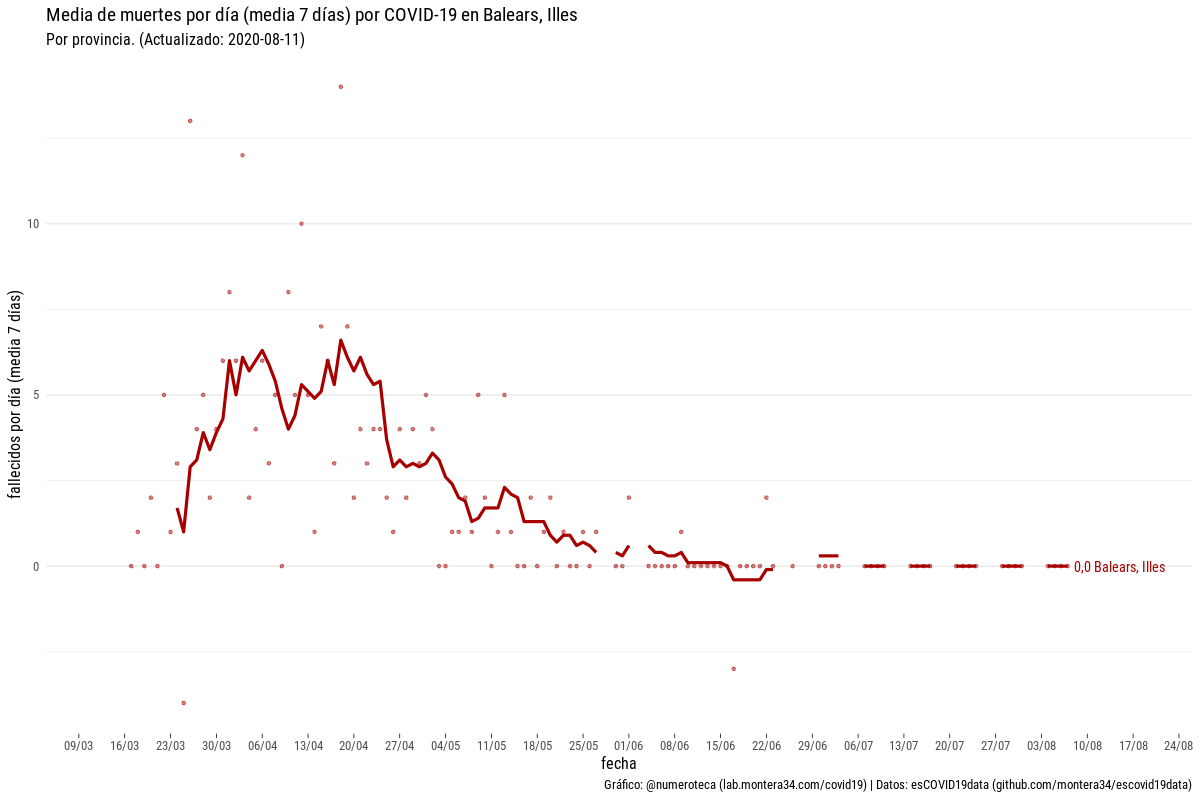 Media de muertes por día (media 7 días) por COVID-19 en Balears, Illes
Por provincia. (Actualizado: 2020-08-11)
fallecidos por día (media 7 días)
10
5
0
0,0 Balears, Illes
09/03 16/03 23/03 30/03 06/04 13/04 20/04 27/04 04/05 11/05 18/05 25/05 01/06 08/06 15/06 22/06 29/06 06/07 13/07 20/07 27/07 03/08 10/08 17/08 24/08
fecha
Gráfico: @numeroteca (lab.montera34.com/covid19) | Datos: esCOVID19data (github.com/montera34/escovid19data)